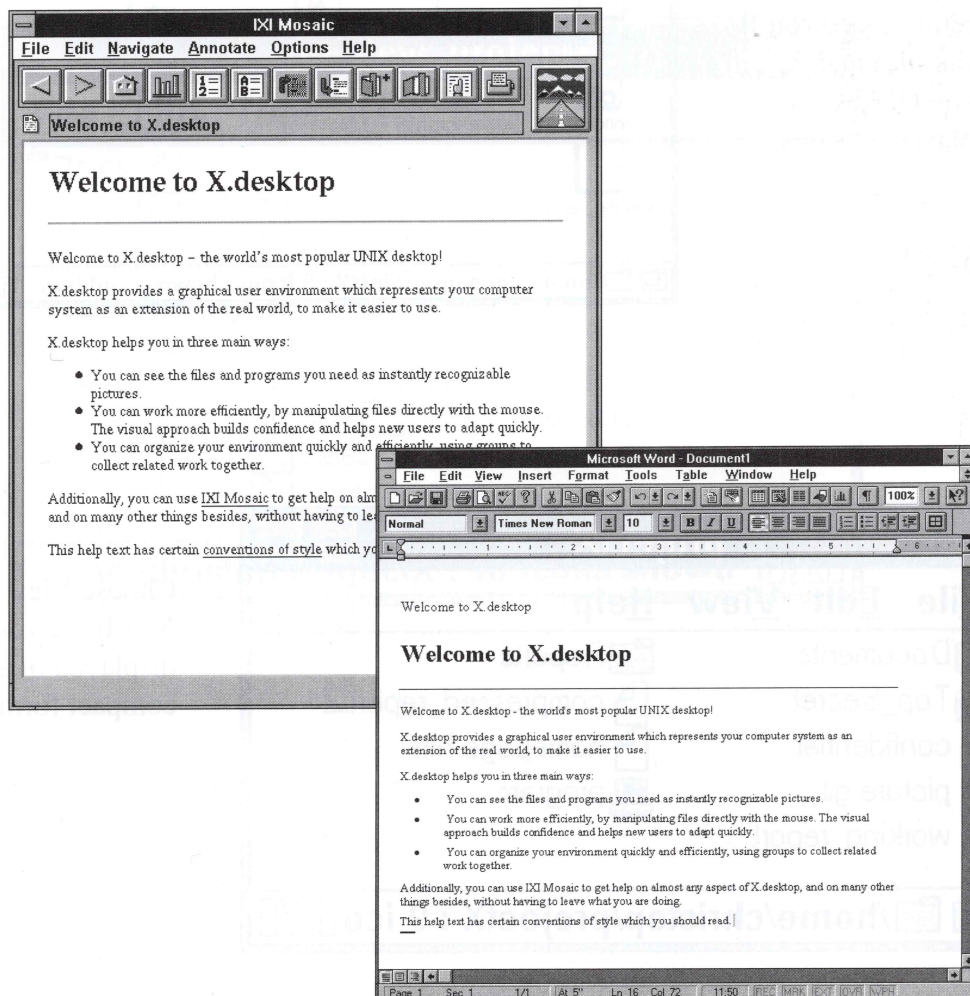 IXI Mosaic
File Edit Navigate Annotate Options Help
Welcome to X.desktop
Welcome to X.desktop
Welcome to X.desktop – the world's most popular UNIX desktop!
X.desktop provides a graphical user environment which represents your computer
system as an extension of the real world, to make it easier to use.
X.desktop helps you in three main ways:
● You can see the files and programs you need as instantly recognizable
pictures.
● You can work more efficiently, by manipulating files directly with the mouse.
The visual approach builds confidence and helps new users to adapt quickly.
● You can organize your environment quickly and efficiently, using groups to
collect related work together.
Additionally, you can use IXI Mosaic to get help on alm
and on many other things besides, without having to le
This help text has certain conventions of style which yo
Microsoft Word - Document1
File Edit View Insert Format Tools Table Window Help
100%
Normal Times New Roman 10 B I U
1 2 3 4 5 6
Welcome to X.desktop
Welcome to X.desktop
Welcome to X.desktop - the world's most popular UNIX desktop!
X.desktop provides a graphical user environment which represents your computer system as an
extension of the real world, to make it easier to use.
X.desktop helps you in three main ways:
• You can see the files and programs you need as instantly recognizable pictures.
• You can work more efficiently, by manipulating files directly with the mouse. The visual
approach builds confidence and helps new users to adapt quickly.
• You can organize your environment quickly and efficiently, using groups to collect related
work together.
Additionally, you can use IXI Mosaic to get help on almost any aspect of X.desktop, and on many other
things besides, without having to leave what you are doing.
This help text has certain conventions of style which you should read.
Page 1 Sec 1 1/1 At 5" Ln 16 Col 72 11:50 REC MRK EXT OVR WPH